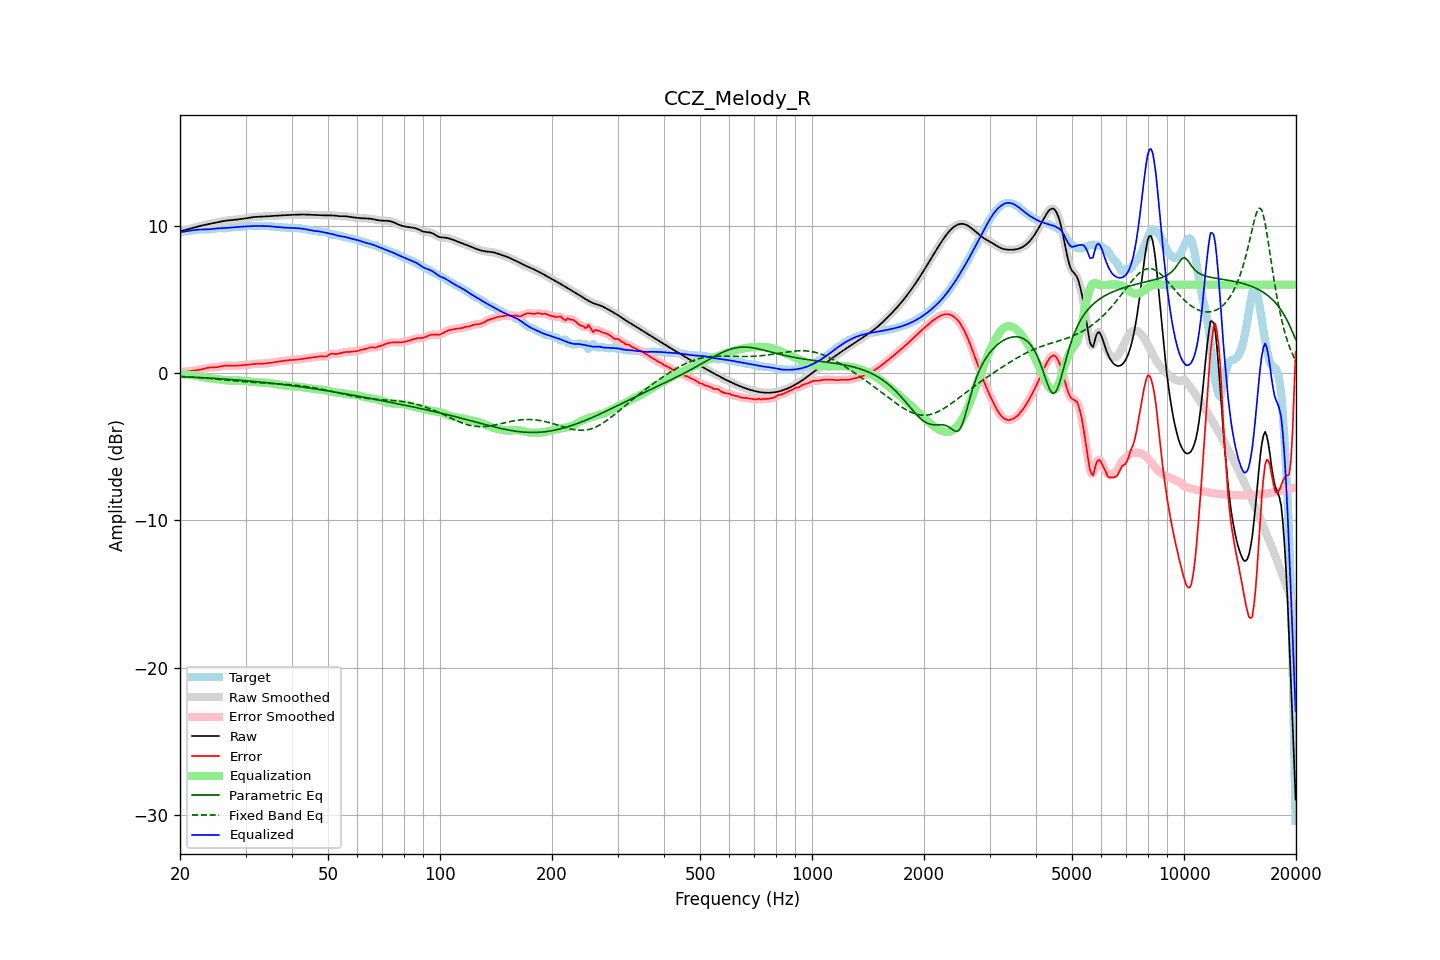 CCZ_Melody_R
Amplitude (dBr)
10
0
−10
−20
−30
Target
Raw Smoothed
Error Smoothed
Raw
Error
Equalization
Parametric Eq
Fixed Band Eq
Equalized
20 50 100 200 500 1000 2000 5000 10000 20000
Frequency (Hz)